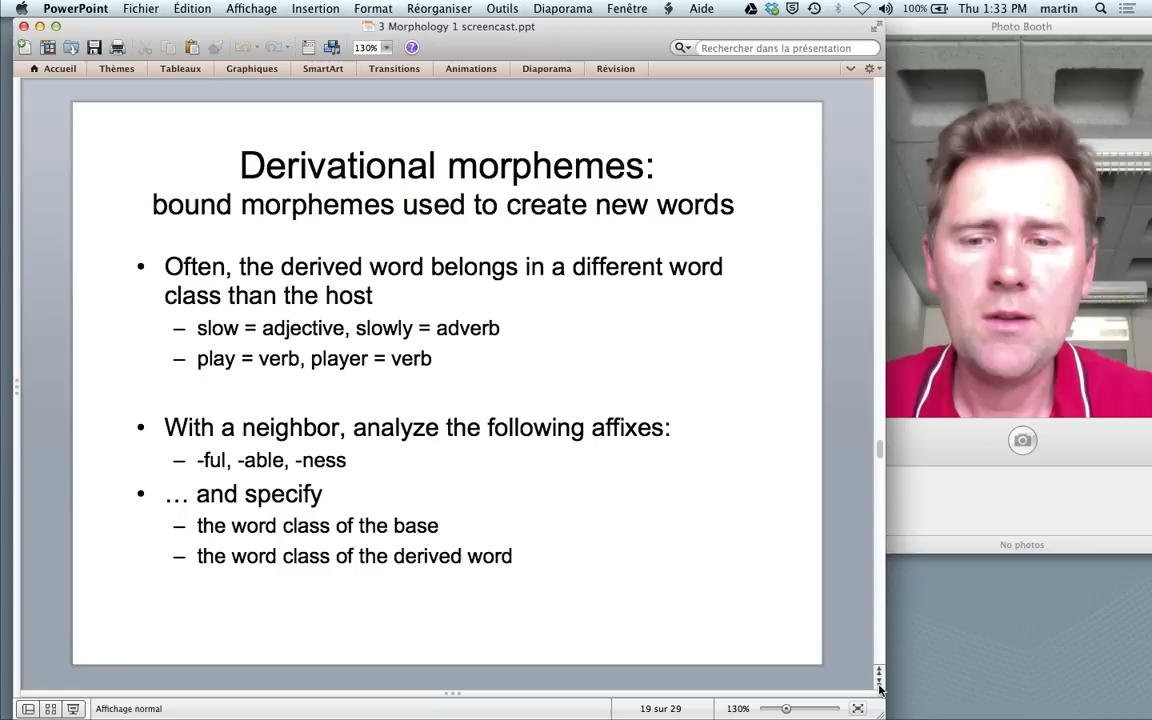 PowerPoint Fichier Édition Affichage Insertion Format Réorganiser Outils Diaporama Fenêtre Aide 100% Thu 1:33 PM martin
3 Morphology 1 screencast.ppt
Photo Booth
130% Rechercher dans la présentation
Accueil Thèmes Tableaux Graphiques SmartArt Transitions Animations Diaporama Révision
Derivational morphemes:
bound morphemes used to create new words
• Often, the derived word belongs in a different word
class than the host
– slow = adjective, slowly = adverb
– play = verb, player = verb
• With a neighbor, analyze the following affixes:
– -ful, -able, -ness
• … and specify
– the word class of the base
– the word class of the derived word
No photos
Affichage normal 19 sur 29 130%